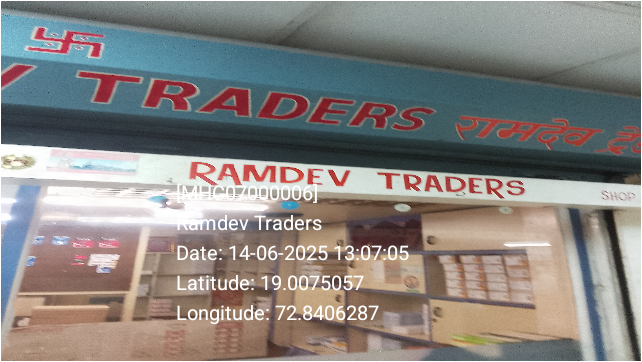 V TRADERS रामदेव ट्रे
RAMDEV TRADERS
SHOP
[MHC0Z000006]
Ramdev Traders
Date: 14-06-2025 13:07:05
Latitude: 19.0075057
Longitude: 72.8406287